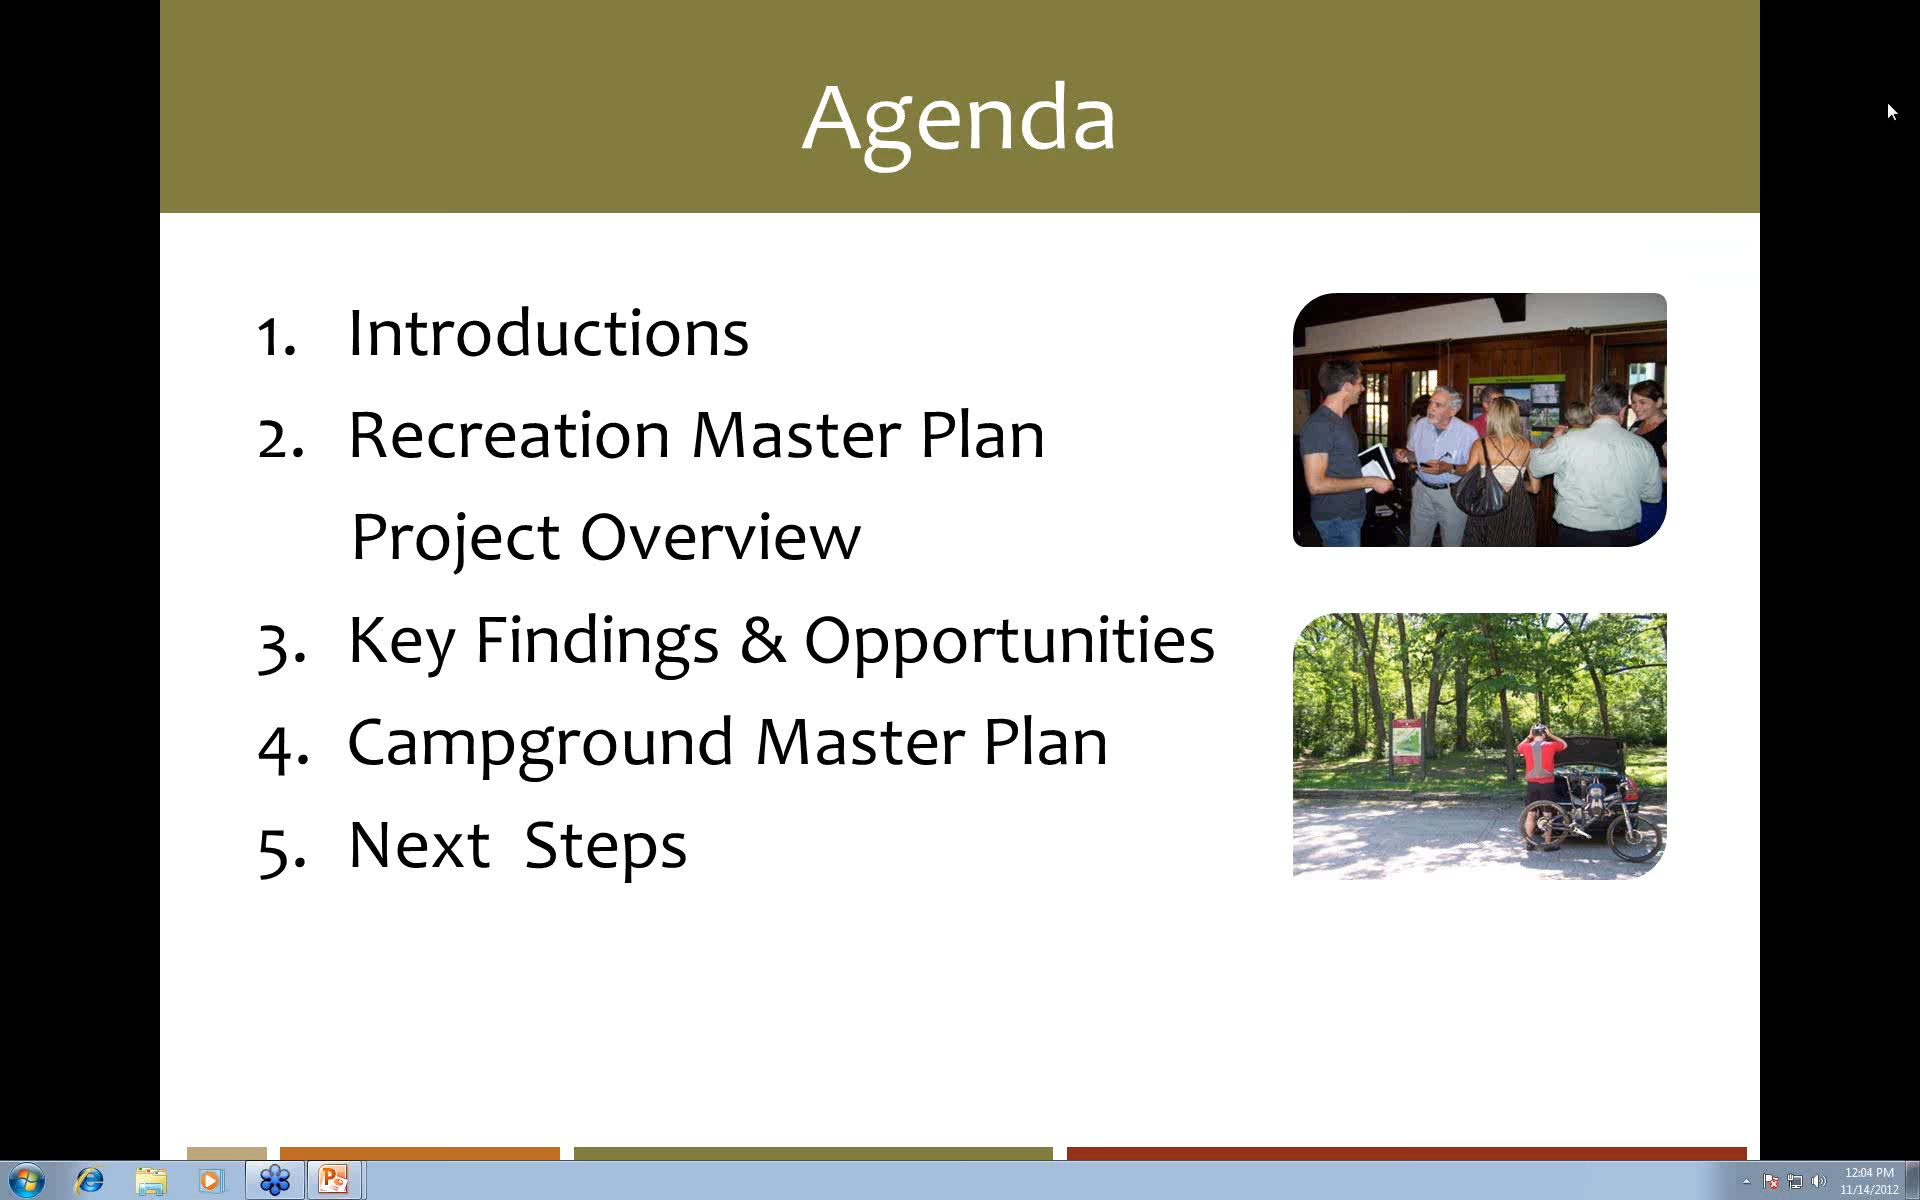 Agenda
1. Introductions
2. Recreation Master Plan
Project Overview
3. Key Findings & Opportunities
4. Campground Master Plan
5. Next  Steps
12:04 PM
11/14/2012